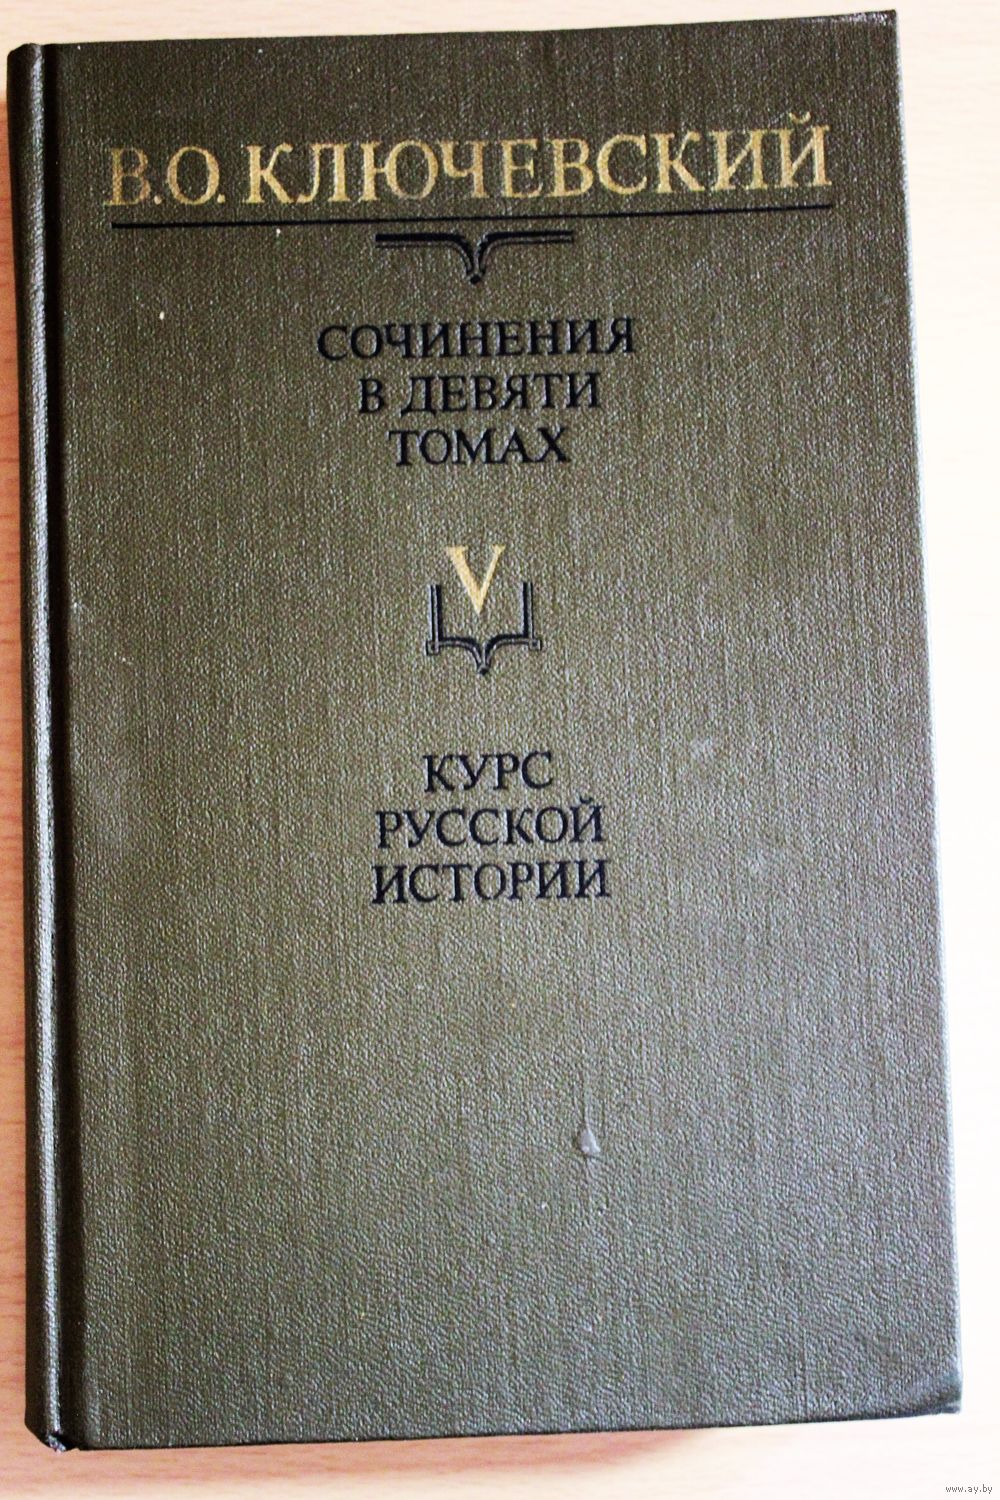 В.О.КЛЮЧЕВСКИЙ
СОЧИНЕНИЯ
В ДЕВЯТИ
ТОМАХ
V
КУРС
РУССКОЙ
ИСТОРИИ
www.ay.by